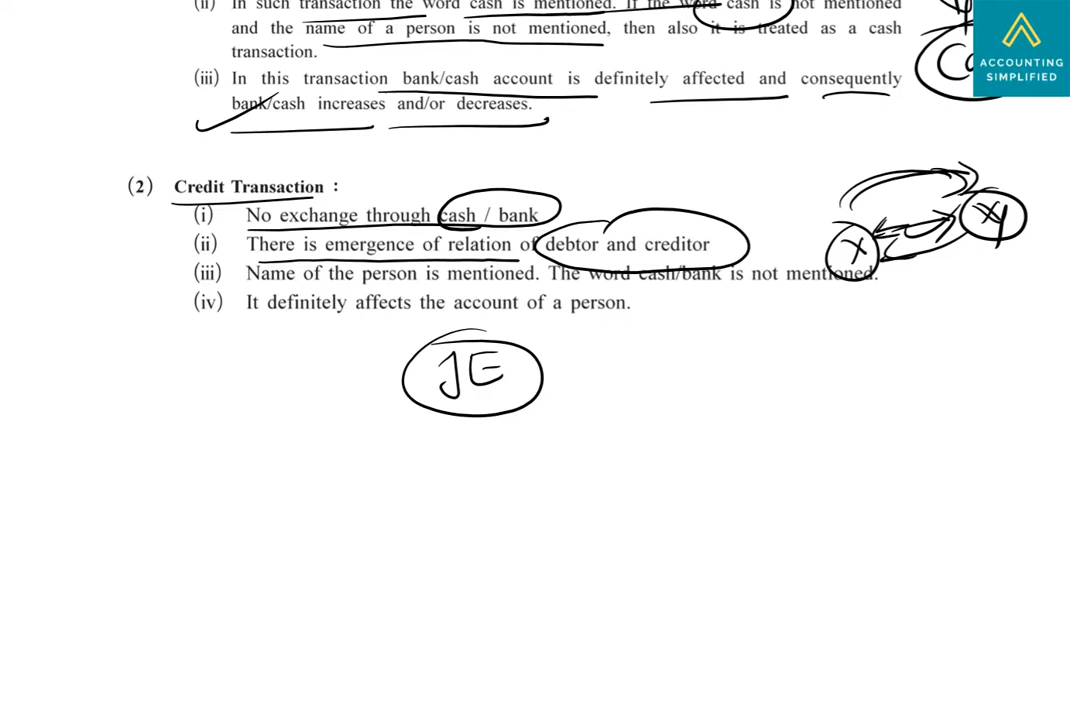 (ii) In such transaction the word cash is mentioned. If the word cash is not mentioned
and the name of a person is not mentioned, then also it is treated as a cash
transaction.
(iii) In this transaction bank/cash account is definitely affected and consequently
bank/cash increases and/or decreases.
ACCOUNTING
SIMPLIFIED
(2) Credit Transaction :
(i) No exchange through cash / bank
(ii) There is emergence of relation of debtor and creditor
(iii) Name of the person is mentioned. The word cash/bank is not mentioned.
(iv) It definitely affects the account of a person.
X
JE